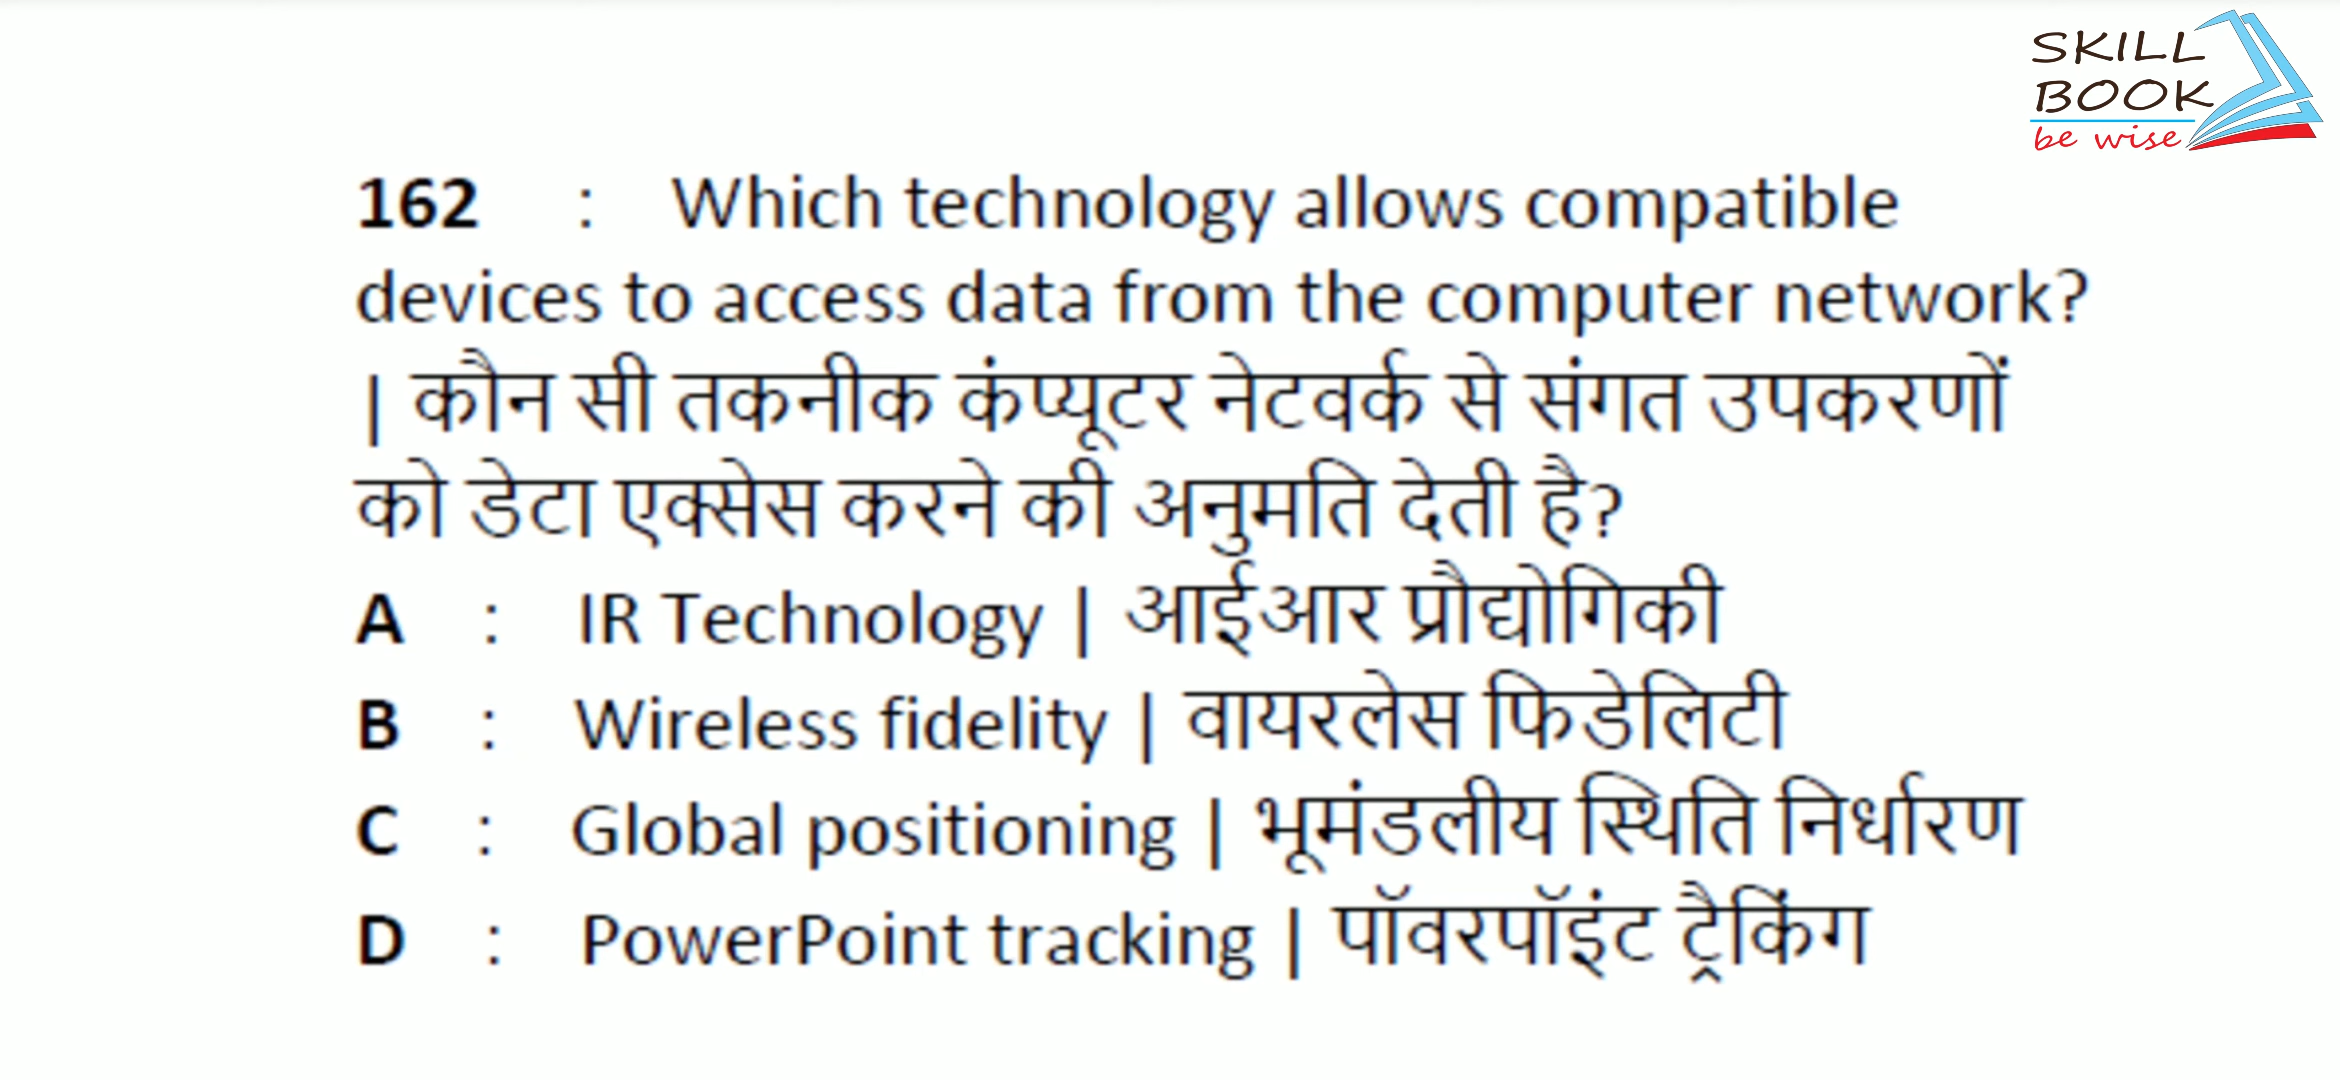 SKILL
BOOK
be wise
162 : Which technology allows compatible
devices to access data from the computer network?
| कौन सी तकनीक कंप्यूटर नेटवर्क से संगत उपकरणों
को डेटा एक्सेस करने की अनुमति देती है?
A : IR Technology | आईआर प्रौद्योगिकी
B : Wireless fidelity | वायरलेस फिडेलिटी
C : Global positioning | भूमंडलीय स्थिति निर्धारण
D : PowerPoint tracking | पॉवरपॉइंट ट्रैकिंग